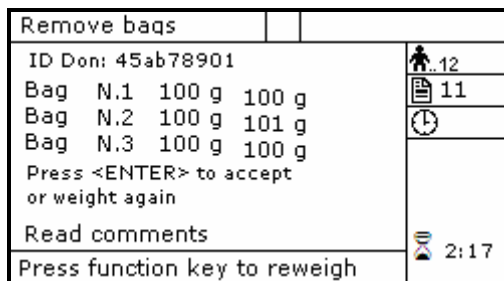 Remove bags
ID Don: 45ab78901
..12
Bag N.1 100 g 100 g
11
Bag N.2 100 g 101 g
Bag N.3 100 g 100 g
Press <ENTER> to accept
or weight again
Read comments
2:17
Press function key to reweigh